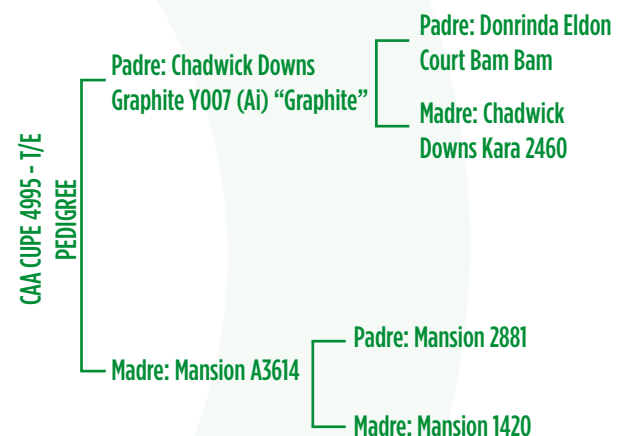 CAA CUPE 4995 - T/E
PEDIGREE
Padre: Chadwick Downs
Graphite Y007 (Ai) “Graphite”
Padre: Donrinda Eldon
Court Bam Bam
Madre: Chadwick
Downs Kara 2460
Madre: Mansion A3614
Padre: Mansion 2881
Madre: Mansion 1420